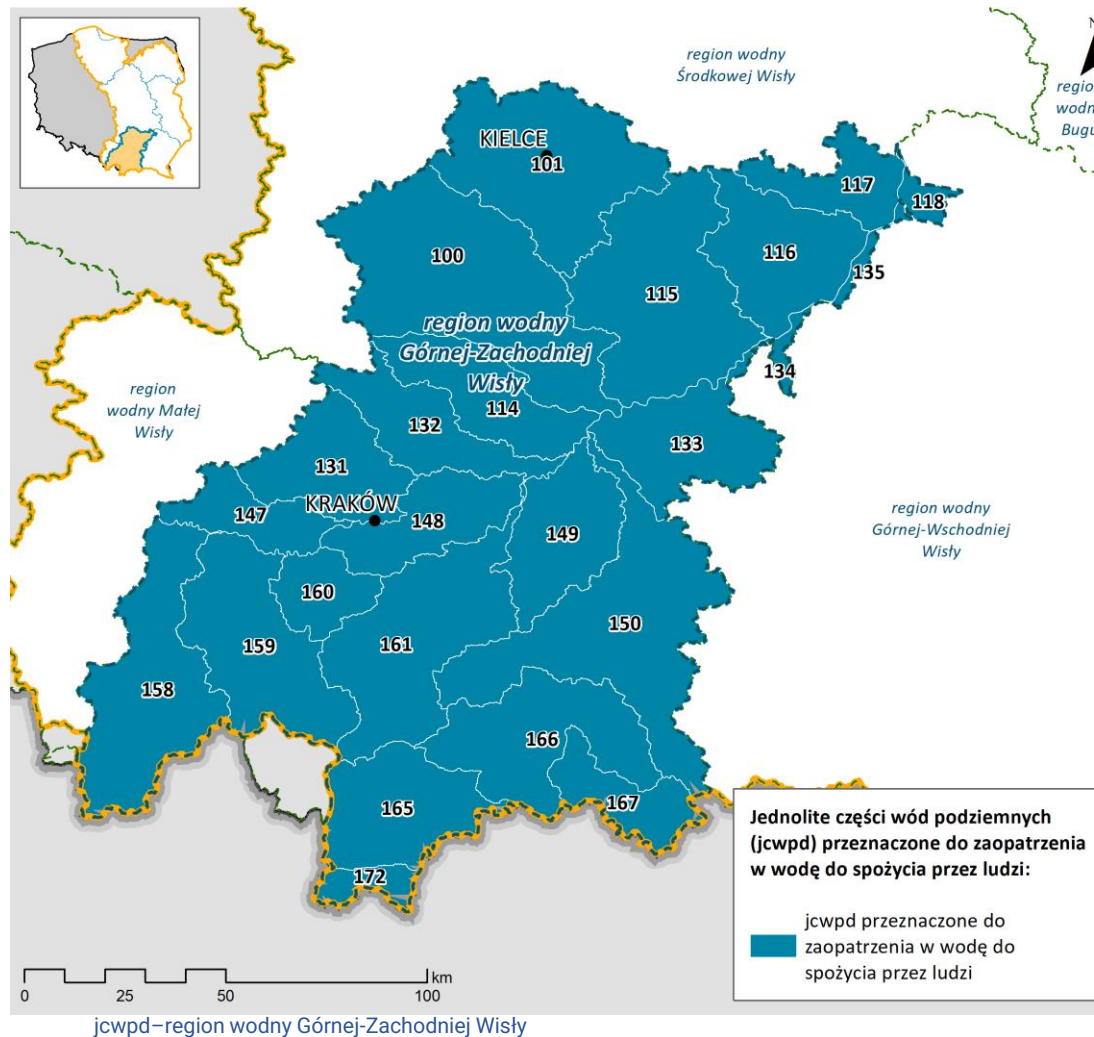 region wodny
Środkowej Wisły
N
region
wodny
Bugu
KIELCE
101
117
118
100
116
135
115
region wodny
Górnej-Zachodniej
Wisły
134
region
wodny Małej
Wisły
114
132
133
131
KRAKÓW
147
148
149
region wodny
Górnej-Wschodniej
Wisły
160
150
159
161
158
166
165
167
172
Jednolite części wód podziemnych
(jcwpd) przeznaczone do zaopatrzenia
w wodę do spożycia przez ludzi:
jcwpd przeznaczone do
zaopatrzenia w wodę do
spożycia przez ludzi
km
0 25 50 100
jcwpd–region wodny Górnej-Zachodniej Wisły